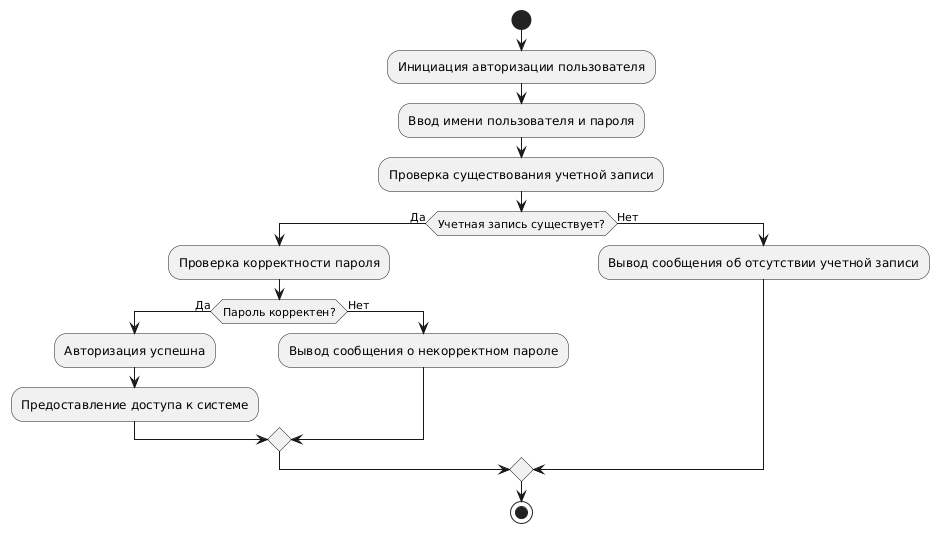 Инициация авторизации пользователя
Ввод имени пользователя и пароля
Проверка существования учетной записи
Да
Учетная запись существует?
Нет
Проверка корректности пароля
Вывод сообщения об отсутствии учетной записи
Да
Пароль корректен?
Нет
Авторизация успешна
Вывод сообщения о некорректном пароле
Предоставление доступа к системе